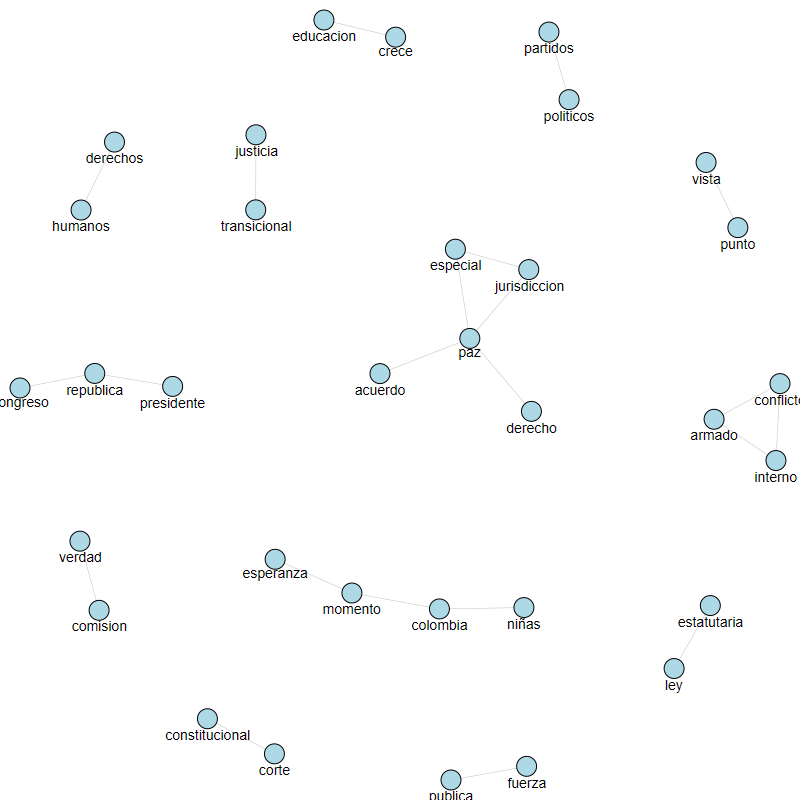 educacion
crece
partidos
politicos
derechos
justicia
vista
humanos
transicional
punto
especial
jurisdiccion
paz
acuerdo
republica
ongreso
presidente
conflicto
derecho
armado
interno
verdad
esperanza
momento
colombia
niñas
comision
estatutaria
ley
constitucional
corte
fuerza
publica